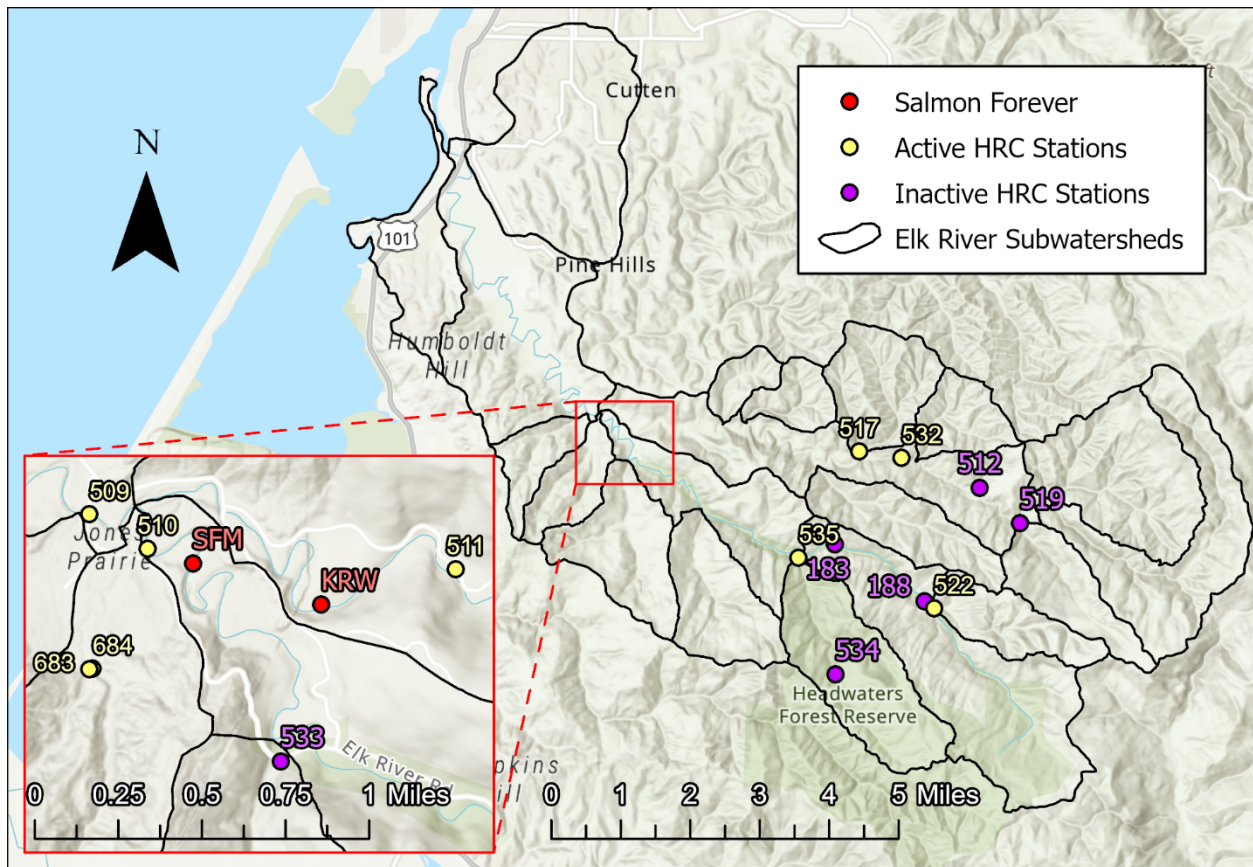 Cutten
N
Salmon Forever
Active HRC Stations
Inactive HRC Stations
Elk River Subwatersheds
101
Pine Hills
Humboldt
Hill
517
532
512
519
509
510
SFM
511
Jones
Prairie
KRW
535
183
188
522
683
684
534
Headwaters
Forest Reserve
533
Elk River Rd
0 0.25 0.5 0.75 1 Miles
0 1 2 3 4 5 Miles